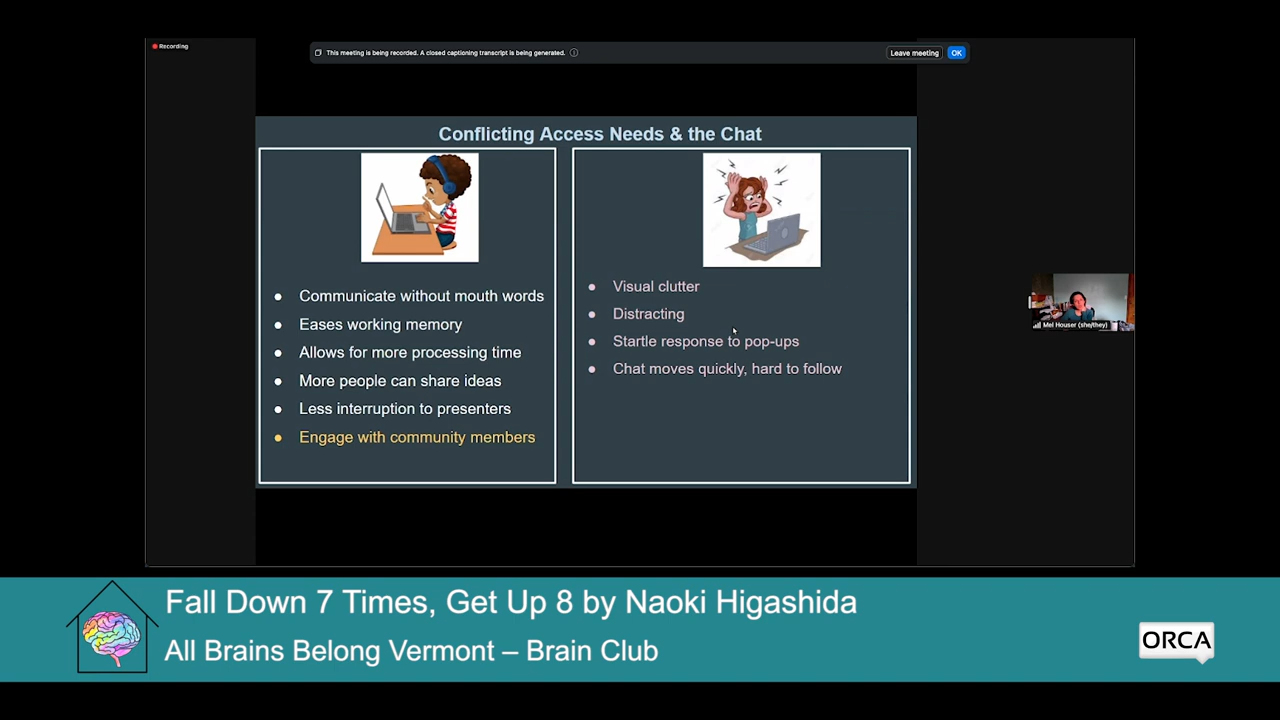 Recording
This meeting is being recorded. A closed captioning transcript is being generated.
Leave meeting
OK
Conflicting Access Needs & the Chat
● Communicate without mouth words
● Eases working memory
● Allows for more processing time
● More people can share ideas
● Less interruption to presenters
● Engage with community members
● Visual clutter
● Distracting
● Startle response to pop-ups
● Chat moves quickly, hard to follow
Mel Houser (she/they)
Fall Down 7 Times, Get Up 8 by Naoki Higashida
All Brains Belong Vermont – Brain Club
ORCA